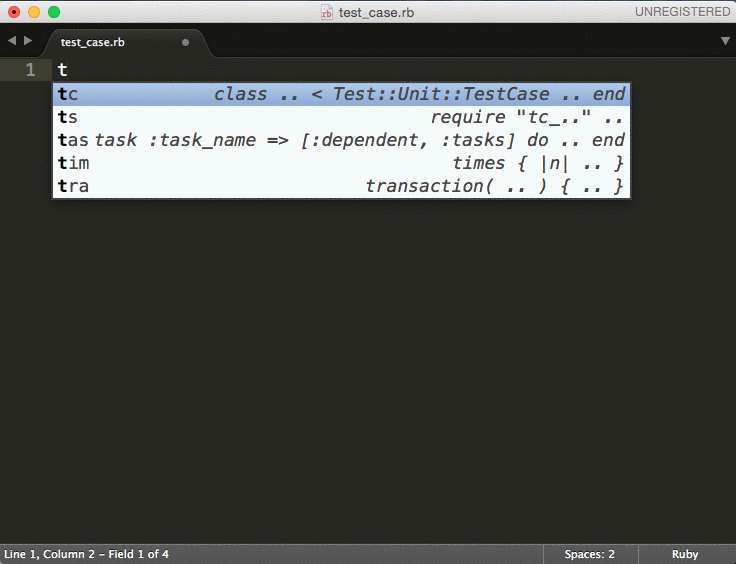 test_case.rb
UNREGISTERED
test_case.rb
1 t
tc class .. < Test::Unit::TestCase .. end
ts require "tc_.." ..
tas task :task_name => [:dependent, :tasks] do .. end
tim times { |n| .. }
tra transaction( .. ) { .. }
Line 1, Column 2 – Field 1 of 4
Spaces: 2
Ruby